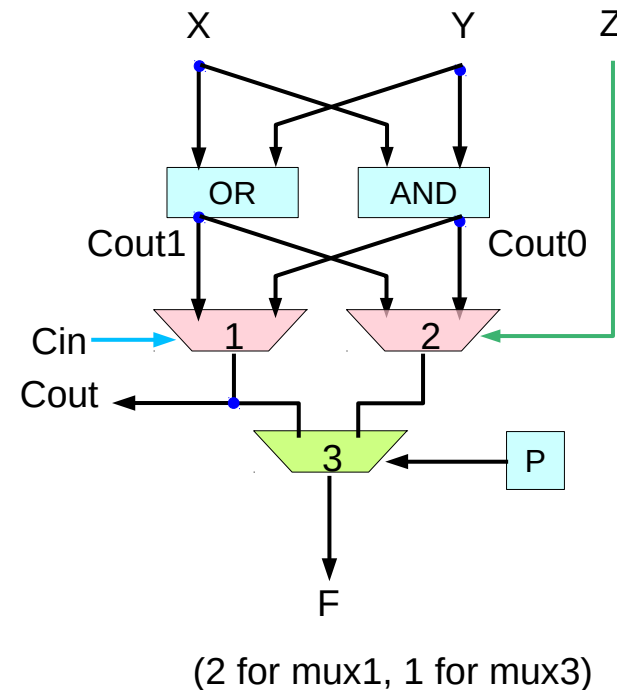 X Y Z
OR AND
Cout1 Cout0
1 2
Cin
Cout
3 P
F
(2 for mux1, 1 for mux3)